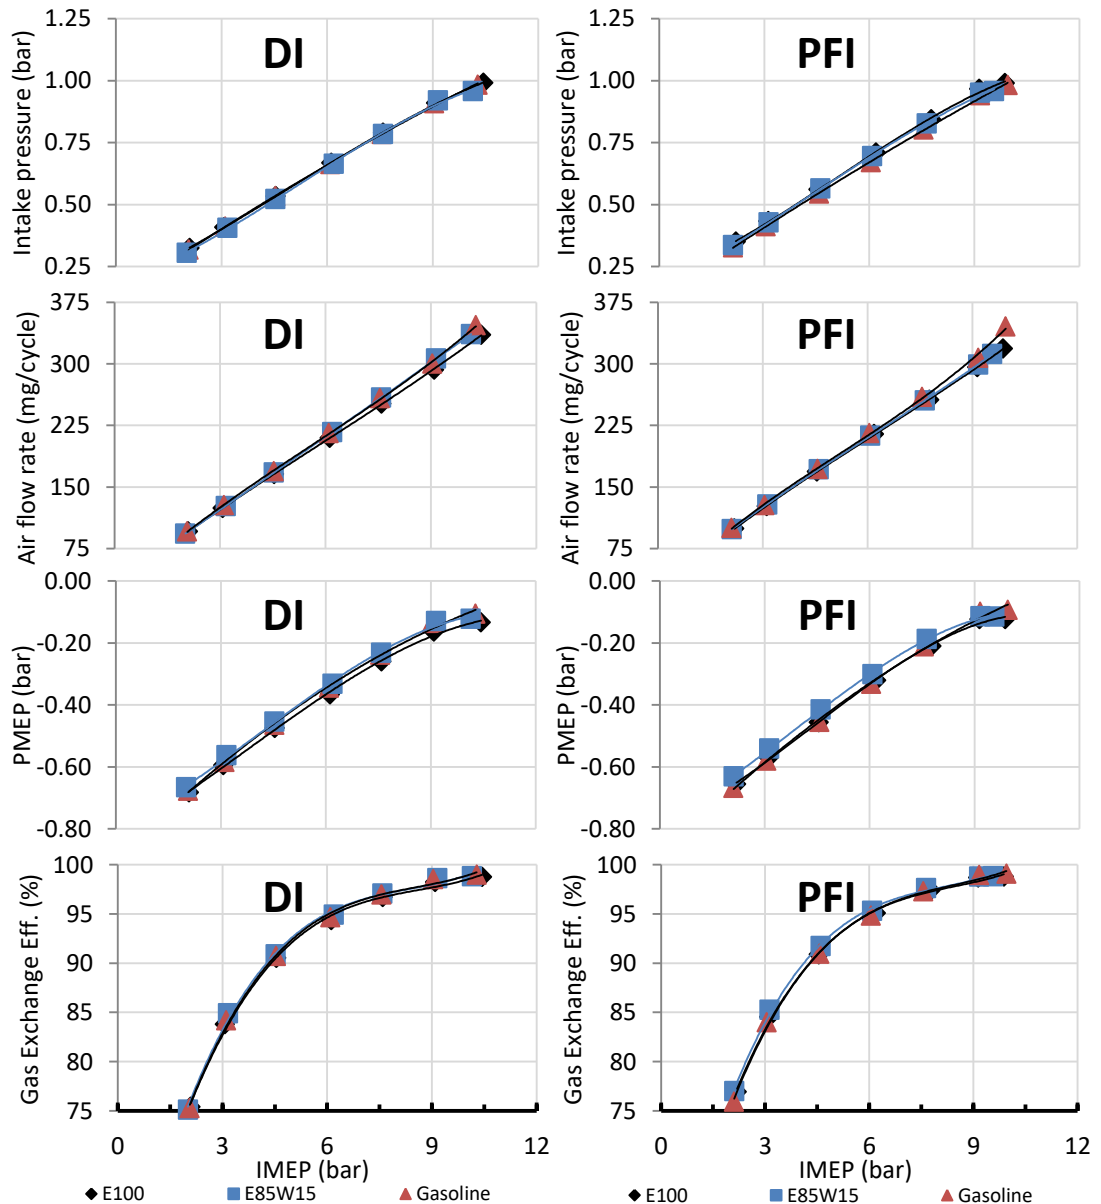 DI
PFI
Intake pressure (bar)
1.25
1.00
0.75
0.50
0.25
Intake pressure (bar)
1.25
1.00
0.75
0.50
0.25
DI
PFI
Air flow rate (mg/cycle)
375
300
225
150
75
Air flow rate (mg/cycle)
375
300
225
150
75
DI
PFI
PMEP (bar)
0.00
-0.20
-0.40
-0.60
-0.80
PMEP (bar)
0.00
-0.20
-0.40
-0.60
-0.80
DI
PFI
Gas Exchange Eff. (%)
100
95
90
85
80
75
Gas Exchange Eff. (%)
100
95
90
85
80
75
0 3 6 9 12
0 3 6 9 12
IMEP (bar)
IMEP (bar)
E100 E85W15 Gasoline
E100 E85W15 Gasoline